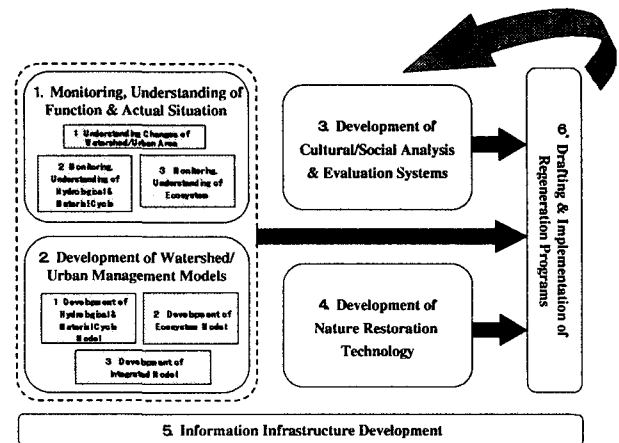 1. Monitoring, Understanding of
Function & Actual Situation
1 Understanding Changes of
Watershed/Urban Area
2 Monitoring,
Understanding of
Hydrological &
Material Cycle
3 Monitoring,
Understanding of
Ecosystem
2. Development of Watershed/
Urban Management Models
1 Development of
Hydrological &
Material Cycle
Model
2 Development of
Ecosystem Model
3 Development of
Integrated Model
3. Development of
Cultural/Social Analysis
& Evaluation Systems
4. Development of
Nature Restoration
Technology
6. Drafting & Implementation of
Regeneration Programs
5. Information Infrastructure Development